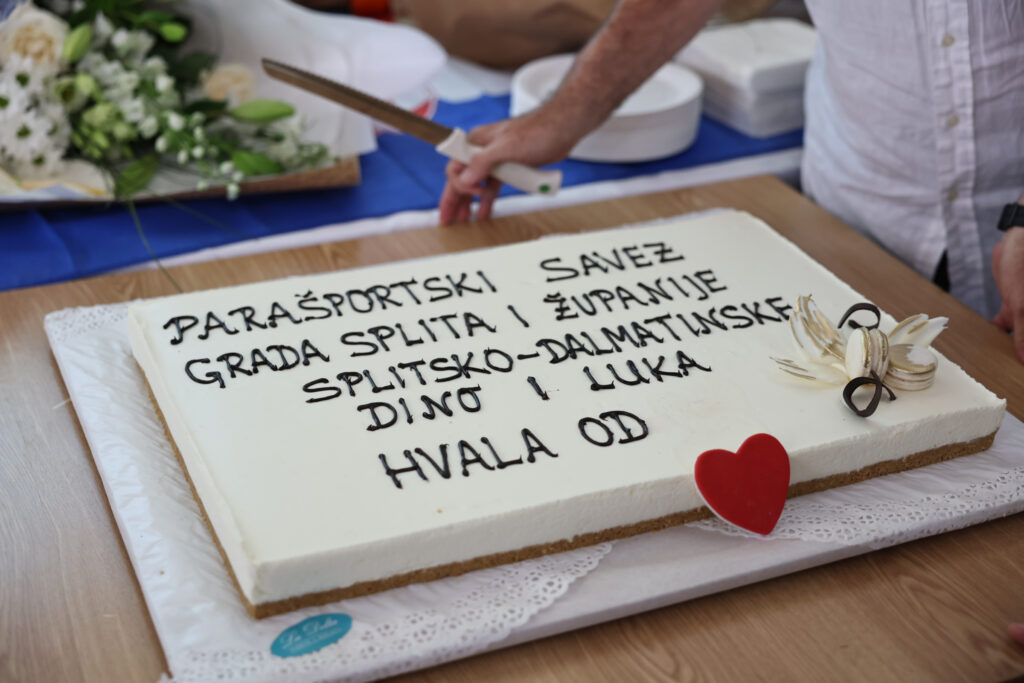 PARAŠPORTSKI SAVEZ
GRADA SPLITA I ŽUPANIJE
SPLITSKO-DALMATINSKE
DINO I LUKA
HVALA OD